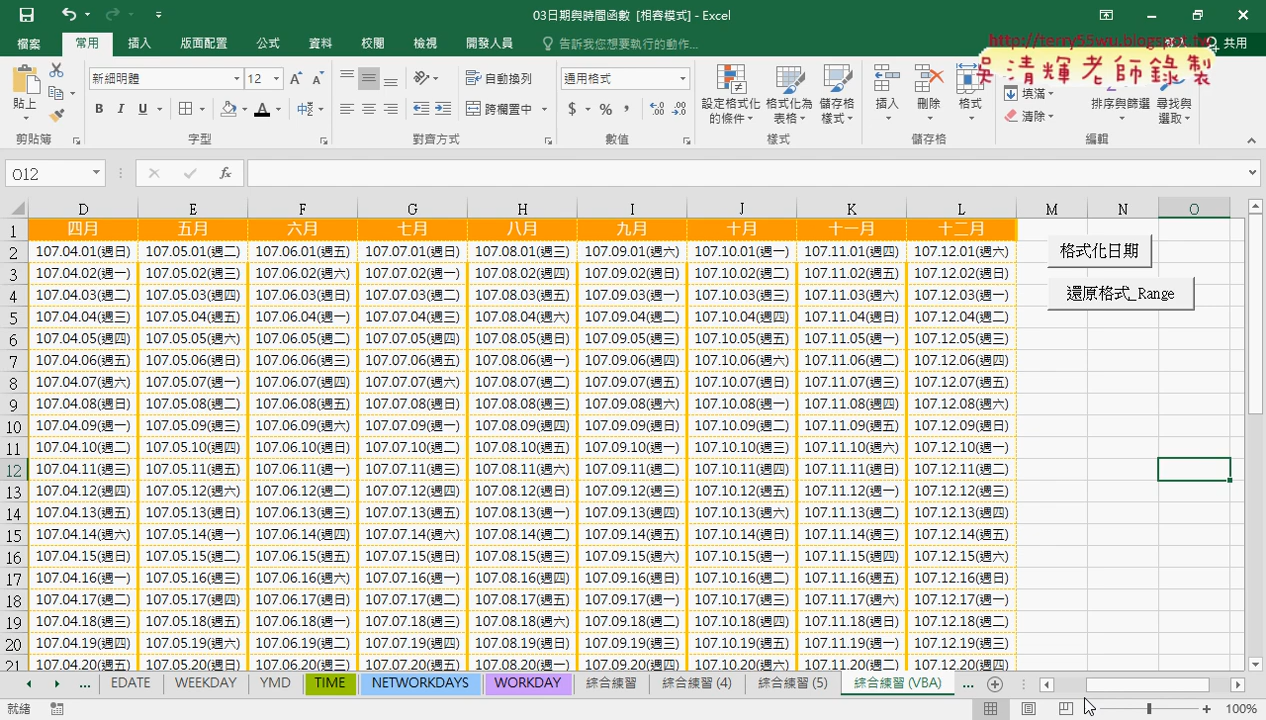 03日期與時間函數 [相容模式] - Excel
http://terry55wu.blogspot.tw
吳清輝老師錄製
檔案 常用 插入 版面配置 公式 資料 校閱 檢視 開發人員 告訴我您想要執行的動作... 共用
貼上 新細明體 12 自動換列 通用格式 設定格式化的條件 格式化為表格 儲存格樣式 插入 刪除 格式 填滿 清除 排序與篩選 尋找與選取
B I U 中 跨欄置中 $ % ,
剪貼簿 字型 對齊方式 數值 樣式 儲存格 編輯
O12 fx
D E F G H I J K L M N O
1 四月 五月 六月 七月 八月 九月 十月 十一月 十二月
2 107.04.01(週日) 107.05.01(週二) 107.06.01(週五) 107.07.01(週日) 107.08.01(週三) 107.09.01(週六) 107.10.01(週一) 107.11.01(週四) 107.12.01(週六) 格式化日期
3 107.04.02(週一) 107.05.02(週三) 107.06.02(週六) 107.07.02(週一) 107.08.02(週四) 107.09.02(週日) 107.10.02(週二) 107.11.02(週五) 107.12.02(週日)
4 107.04.03(週二) 107.05.03(週四) 107.06.03(週日) 107.07.03(週二) 107.08.03(週五) 107.09.03(週一) 107.10.03(週三) 107.11.03(週六) 107.12.03(週一) 還原格式_Range
5 107.04.04(週三) 107.05.04(週五) 107.06.04(週一) 107.07.04(週三) 107.08.04(週六) 107.09.04(週二) 107.10.04(週四) 107.11.04(週日) 107.12.04(週二)
6 107.04.05(週四) 107.05.05(週六) 107.06.05(週二) 107.07.05(週四) 107.08.05(週日) 107.09.05(週三) 107.10.05(週五) 107.11.05(週一) 107.12.05(週三)
7 107.04.06(週五) 107.05.06(週日) 107.06.06(週三) 107.07.06(週五) 107.08.06(週一) 107.09.06(週四) 107.10.06(週六) 107.11.06(週二) 107.12.06(週四)
8 107.04.07(週六) 107.05.07(週一) 107.06.07(週四) 107.07.07(週六) 107.08.07(週二) 107.09.07(週五) 107.10.07(週日) 107.11.07(週三) 107.12.07(週五)
9 107.04.08(週日) 107.05.08(週二) 107.06.08(週五) 107.07.08(週日) 107.08.08(週三) 107.09.08(週六) 107.10.08(週一) 107.11.08(週四) 107.12.08(週六)
10 107.04.09(週一) 107.05.09(週三) 107.06.09(週六) 107.07.09(週一) 107.08.09(週四) 107.09.09(週日) 107.10.09(週二) 107.11.09(週五) 107.12.09(週日)
11 107.04.10(週二) 107.05.10(週四) 107.06.10(週日) 107.07.10(週二) 107.08.10(週五) 107.09.10(週一) 107.10.10(週三) 107.11.10(週六) 107.12.10(週一)
12 107.04.11(週三) 107.05.11(週五) 107.06.11(週一) 107.07.11(週三) 107.08.11(週六) 107.09.11(週二) 107.10.11(週四) 107.11.11(週日) 107.12.11(週二)
13 107.04.12(週四) 107.05.12(週六) 107.06.12(週二) 107.07.12(週四) 107.08.12(週日) 107.09.12(週三) 107.10.12(週五) 107.11.12(週一) 107.12.12(週三)
14 107.04.13(週五) 107.05.13(週日) 107.06.13(週三) 107.07.13(週五) 107.08.13(週一) 107.09.13(週四) 107.10.13(週六) 107.11.13(週二) 107.12.13(週四)
15 107.04.14(週六) 107.05.14(週一) 107.06.14(週四) 107.07.14(週六) 107.08.14(週二) 107.09.14(週五) 107.10.14(週日) 107.11.14(週三) 107.12.14(週五)
16 107.04.15(週日) 107.05.15(週二) 107.06.15(週五) 107.07.15(週日) 107.08.15(週三) 107.09.15(週六) 107.10.15(週一) 107.11.15(週四) 107.12.15(週六)
17 107.04.16(週一) 107.05.16(週三) 107.06.16(週六) 107.07.16(週一) 107.08.16(週四) 107.09.16(週日) 107.10.16(週二) 107.11.16(週五) 107.12.16(週日)
18 107.04.17(週二) 107.05.17(週四) 107.06.17(週日) 107.07.17(週二) 107.08.17(週五) 107.09.17(週一) 107.10.17(週三) 107.11.17(週六) 107.12.17(週一)
19 107.04.18(週三) 107.05.18(週五) 107.06.18(週一) 107.07.18(週三) 107.08.18(週六) 107.09.18(週二) 107.10.18(週四) 107.11.18(週日) 107.12.18(週二)
20 107.04.19(週四) 107.05.19(週六) 107.06.19(週二) 107.07.19(週四) 107.08.19(週日) 107.09.19(週三) 107.10.19(週五) 107.11.19(週一) 107.12.19(週三)
21 107.04.20(週五) 107.05.20(週日) 107.06.20(週三) 107.07.20(週五) 107.08.20(週一) 107.09.20(週四) 107.10.20(週六) 107.11.20(週二) 107.12.20(週四)
... EDATE WEEKDAY YMD TIME NETWORKDAYS WORKDAY 綜合練習 綜合練習 (4) 綜合練習 (5) 綜合練習 (VBA) ...
就緒 100%